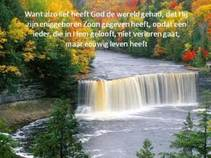 Want alzo lief heeft God de wereld gehad, dat Hij
zijn eniggeboren Zoon gegeven heeft, opdat een
ieder, die in Hem gelooft, niet verloren gaat,
maar eeuwig leven heeft